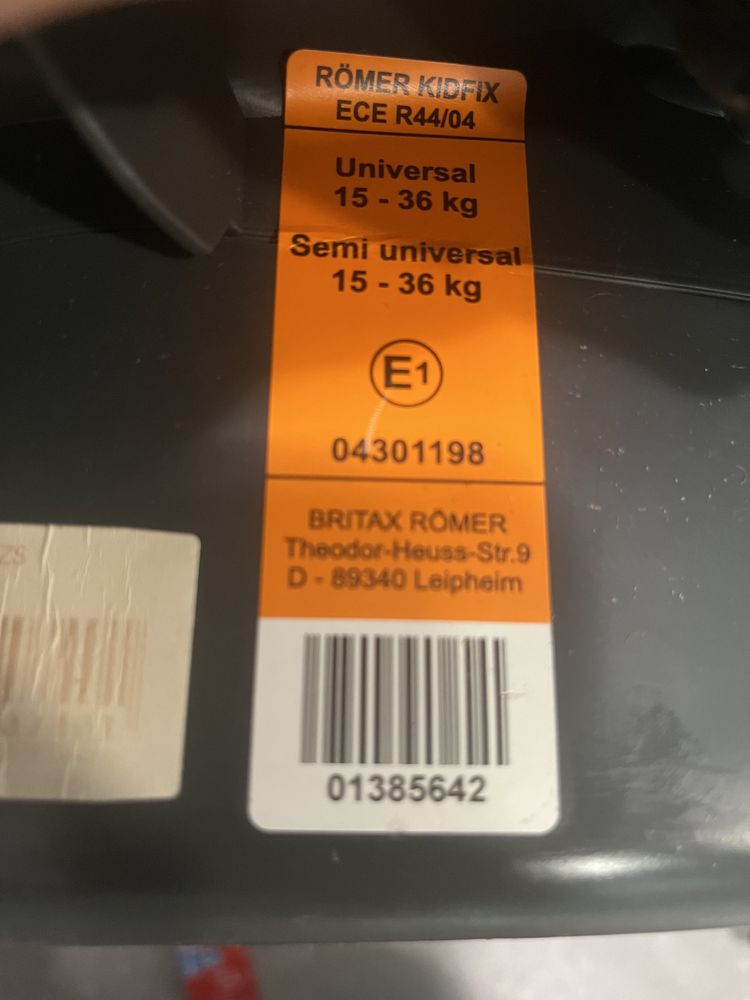 RÖMER KIDFIX
ECE R44/04
Universal
15 - 36 kg
Semi universal
15 - 36 kg
E1
04301198
BRITAX RÖMER
Theodor-Heuss-Str.9
D - 89340 Leipheim
01385642